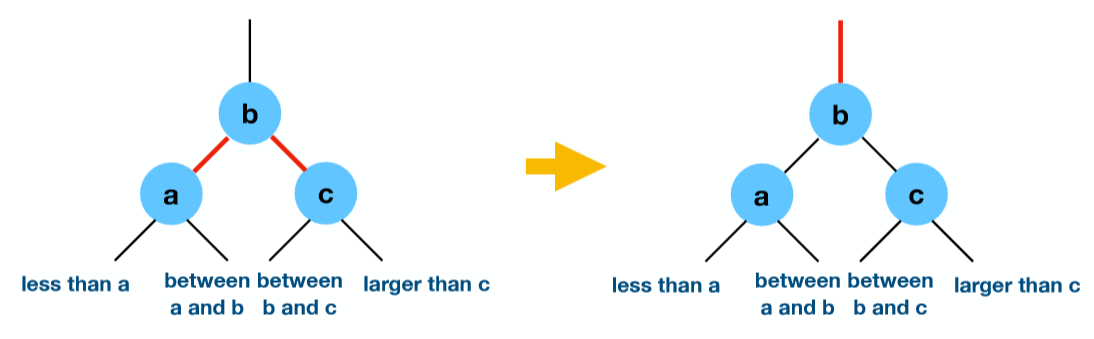 b
a
c
less than a
between
a and b
between
b and c
larger than c
b
a
c
less than a
between
a and b
between
b and c
larger than c